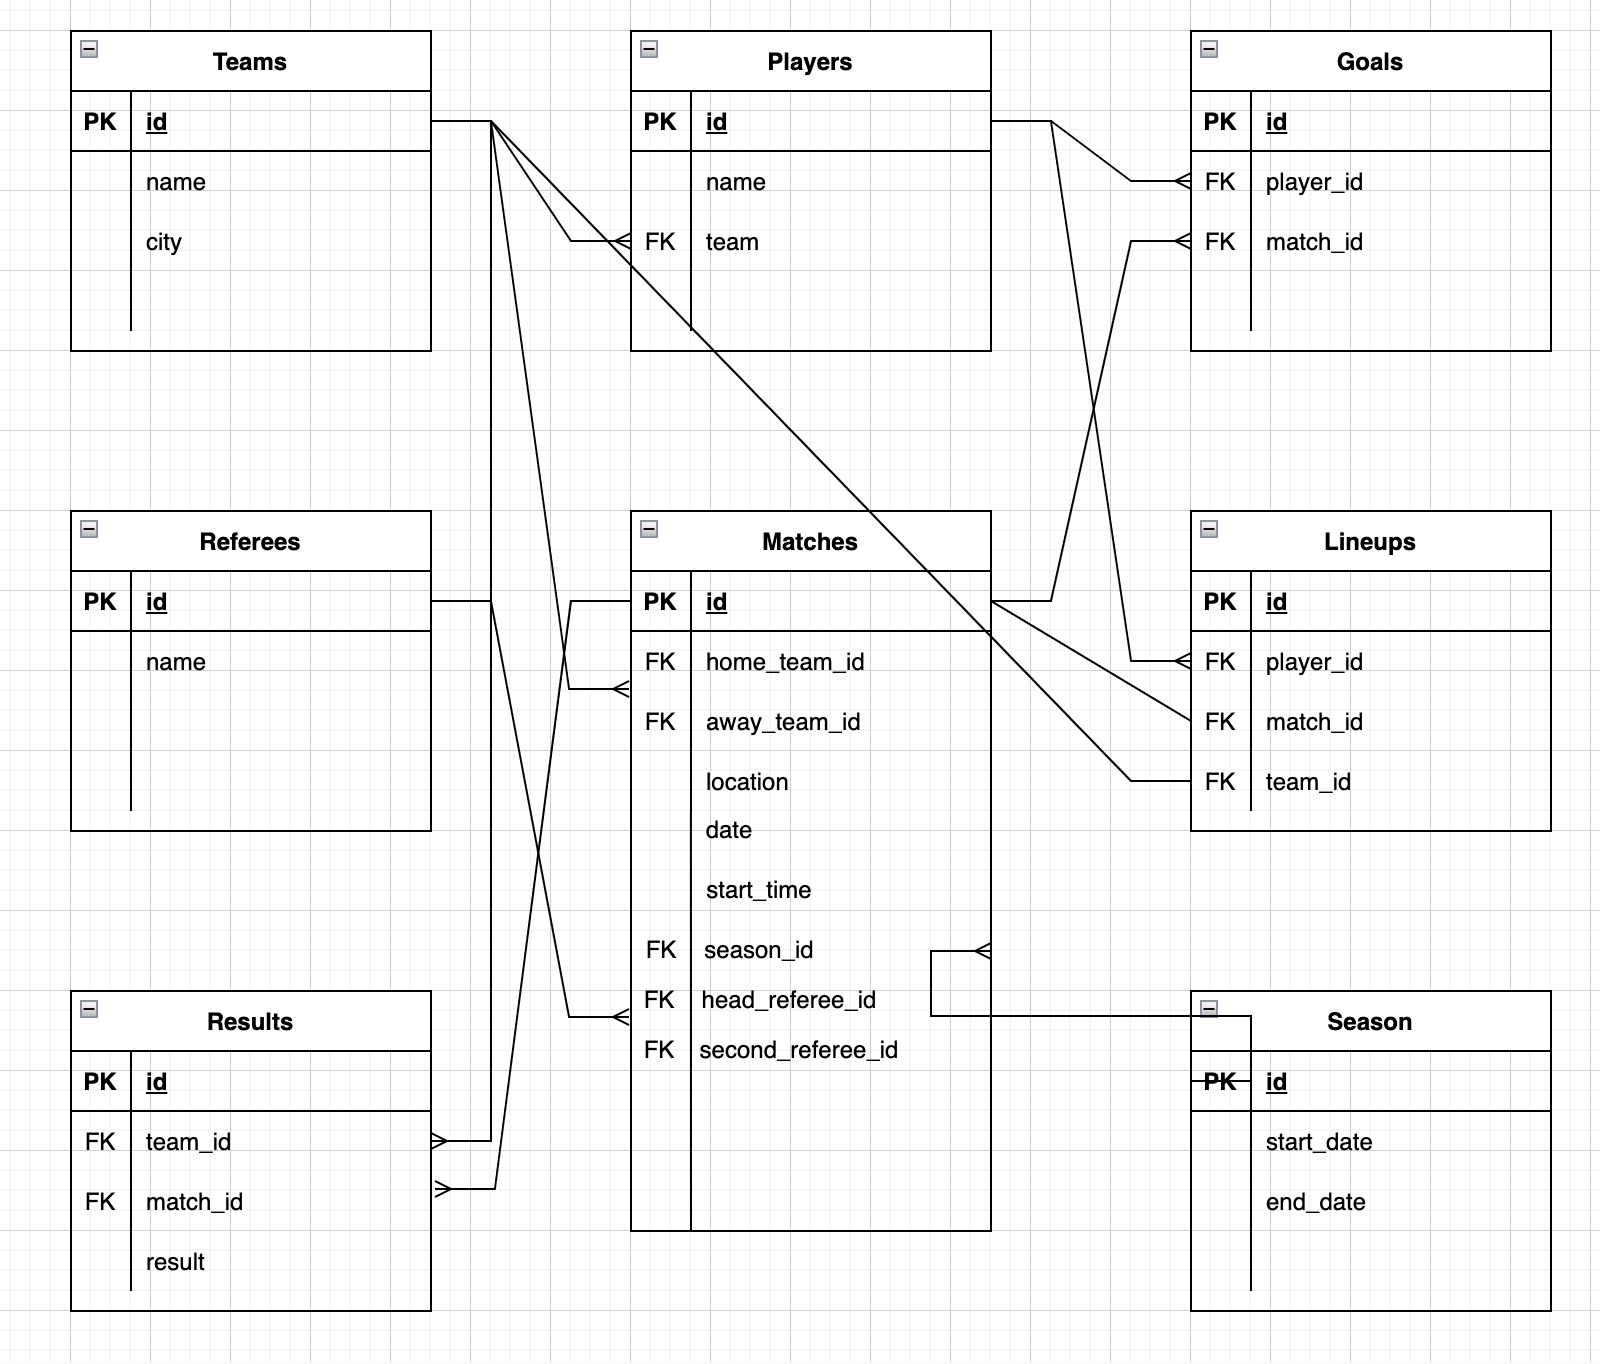 Teams
PK id
name
city
Players
PK id
name
FK team
Goals
PK id
FK player_id
FK match_id
Referees
PK id
name
Matches
PK id
FK home_team_id
FK away_team_id
location
date
start_time
FK season_id
FK head_referee_id
FK second_referee_id
Lineups
PK id
FK player_id
FK match_id
FK team_id
Results
PK id
FK team_id
FK match_id
result
Season
PK id
start_date
end_date